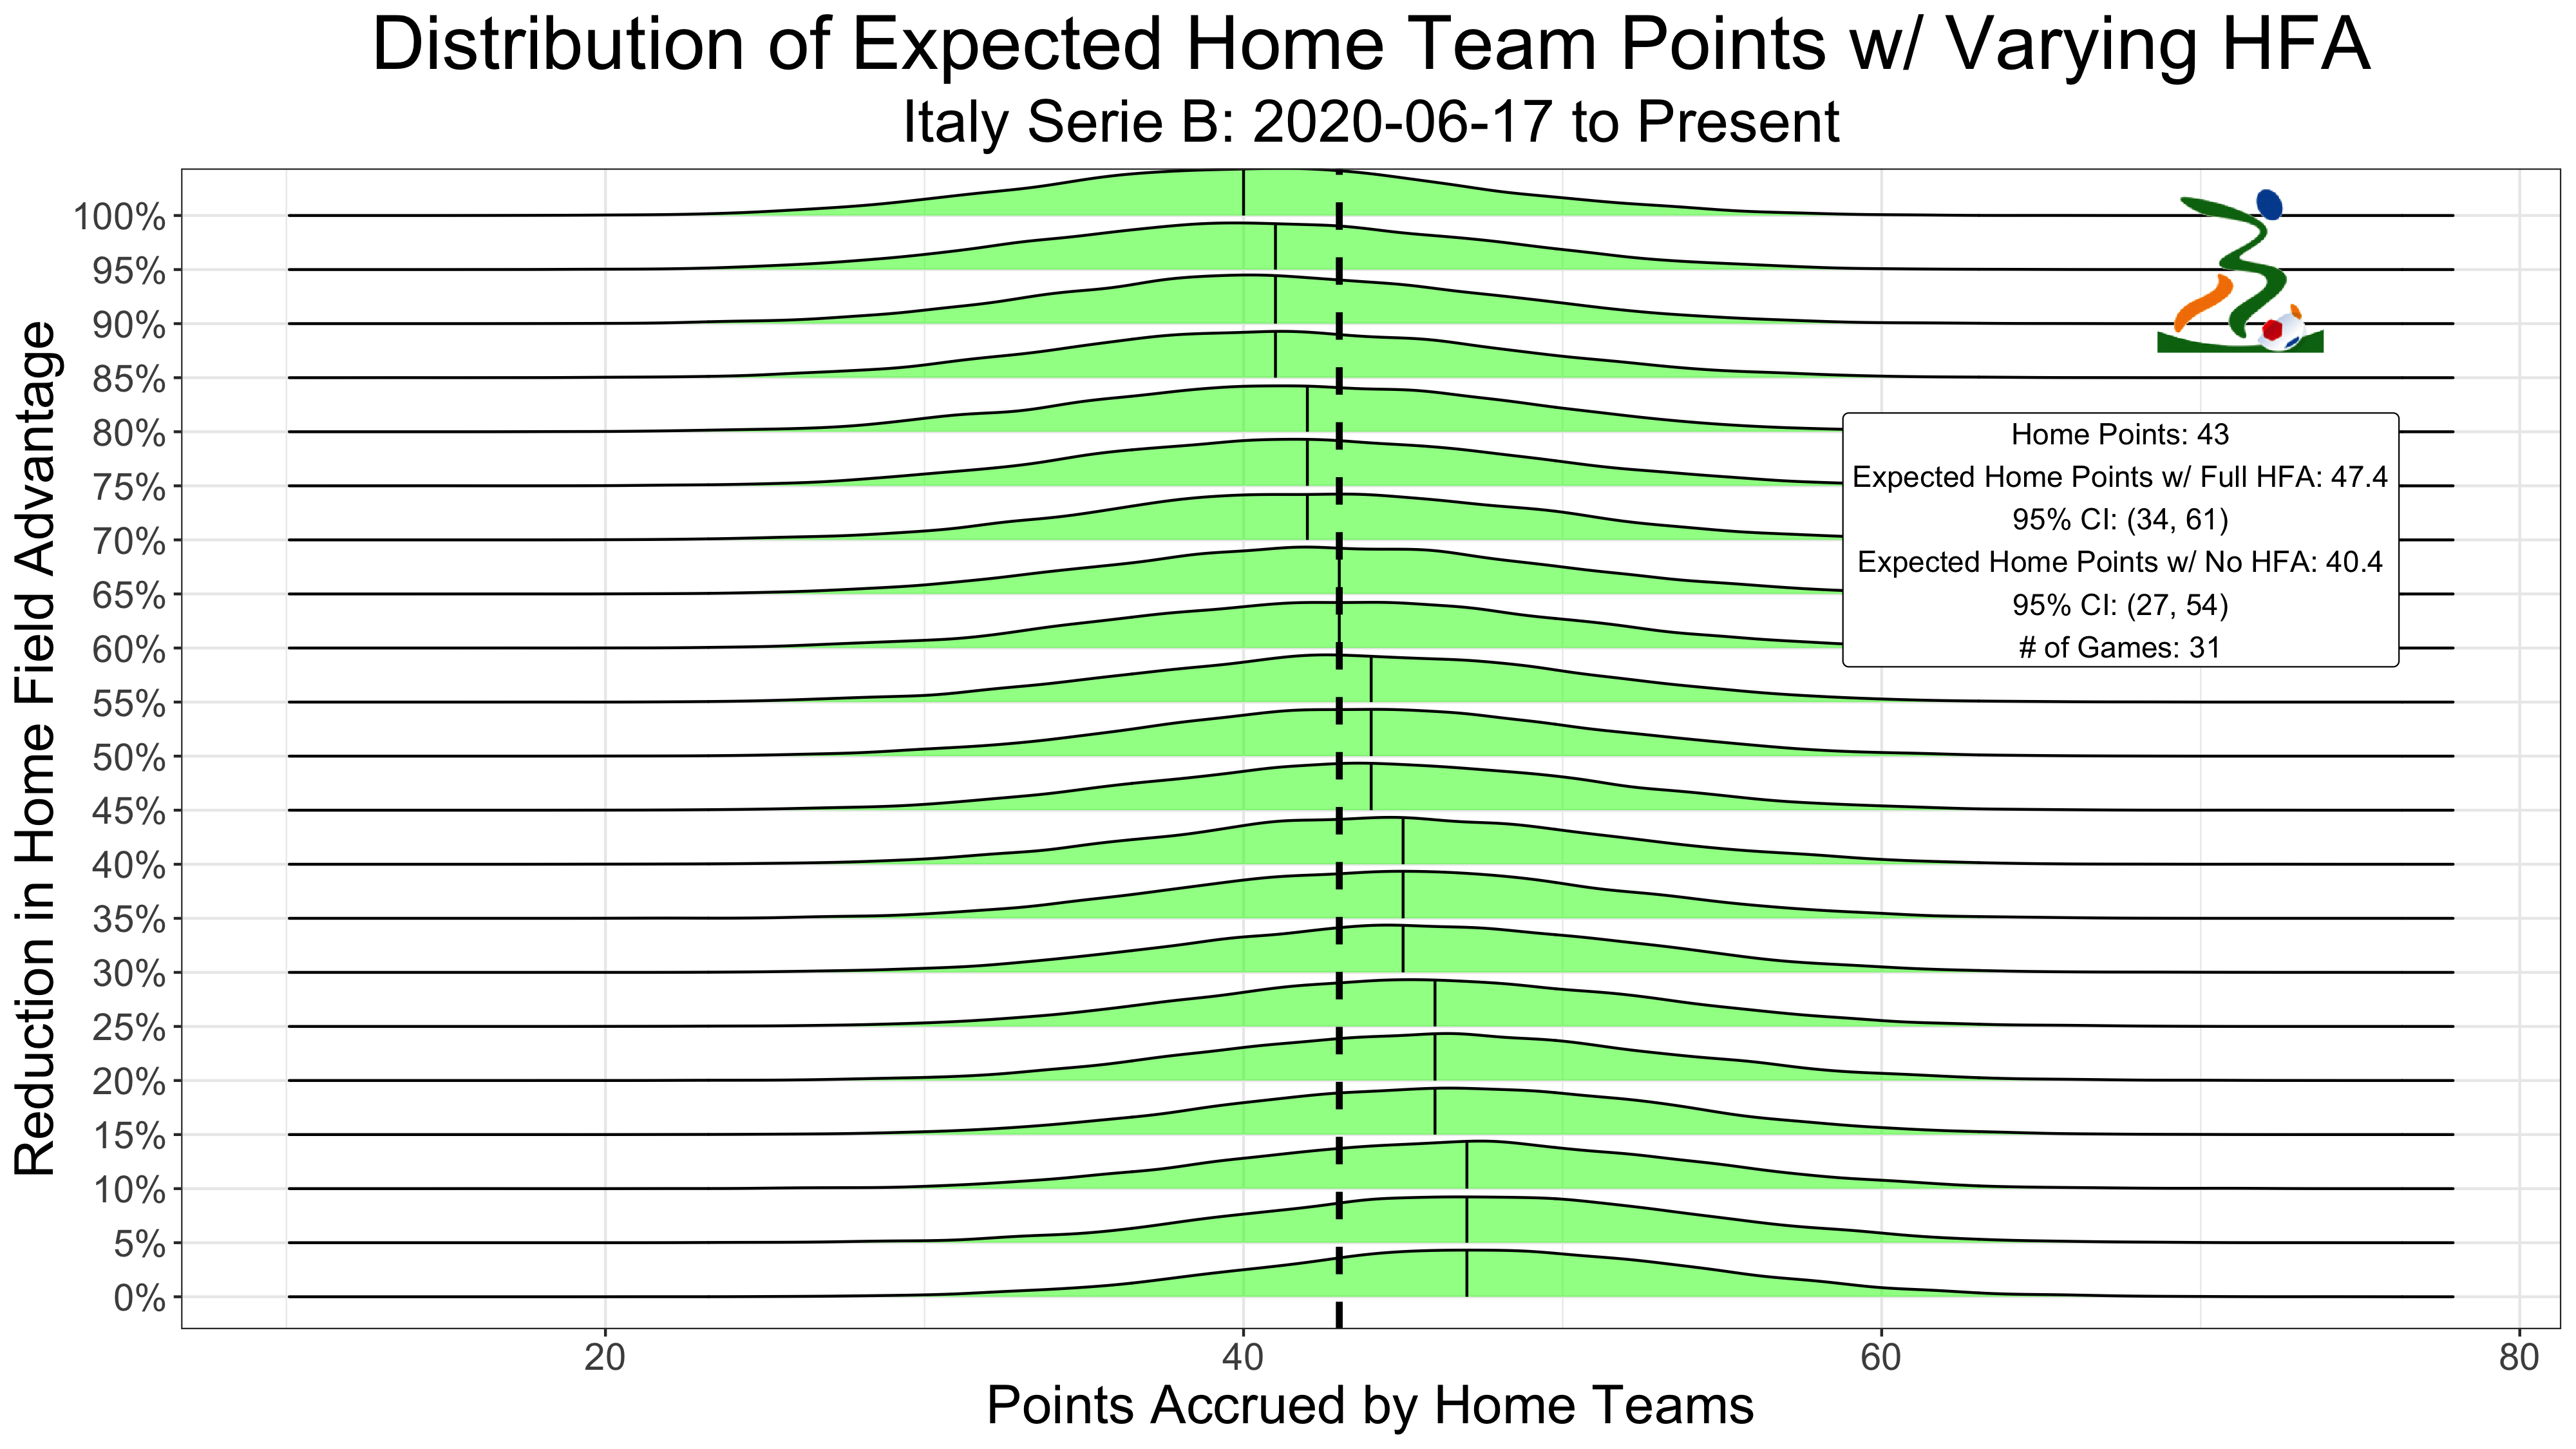 Distribution of Expected Home Team Points w/ Varying HFA
Italy Serie B: 2020-06-17 to Present
Reduction in Home Field Advantage
100%
95%
90%
85%
80%
75%
70%
65%
60%
55%
50%
45%
40%
35%
30%
25%
20%
15%
10%
5%
0%
Home Points: 43
Expected Home Points w/ Full HFA: 47.4
95% CI: (34, 61)
Expected Home Points w/ No HFA: 40.4
95% CI: (27, 54)
# of Games: 31
20 40 60 80
Points Accrued by Home Teams